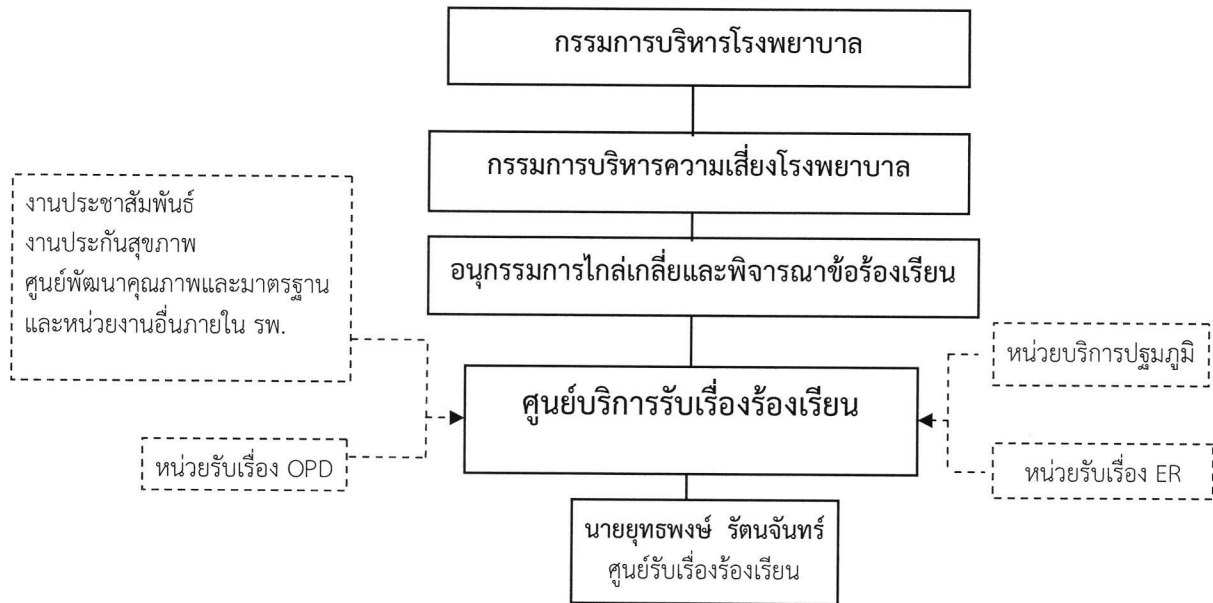 กรรมการบริหารโรงพยาบาล
กรรมการบริหารความเสี่ยงโรงพยาบาล
งานประชาสัมพันธ์
งานประกันสุขภาพ
ศูนย์พัฒนาคุณภาพและมาตรฐาน
และหน่วยงานอื่นภายใน รพ.
อนุกรรมการไกล่เกลี่ยและพิจารณาข้อร้องเรียน
หน่วยบริการปฐมภูมิ
ศูนย์บริการรับเรื่องร้องเรียน
หน่วยรับเรื่อง OPD
หน่วยรับเรื่อง ER
นายยุทธพงษ์ รัตนจันทร์
ศูนย์รับเรื่องร้องเรียน